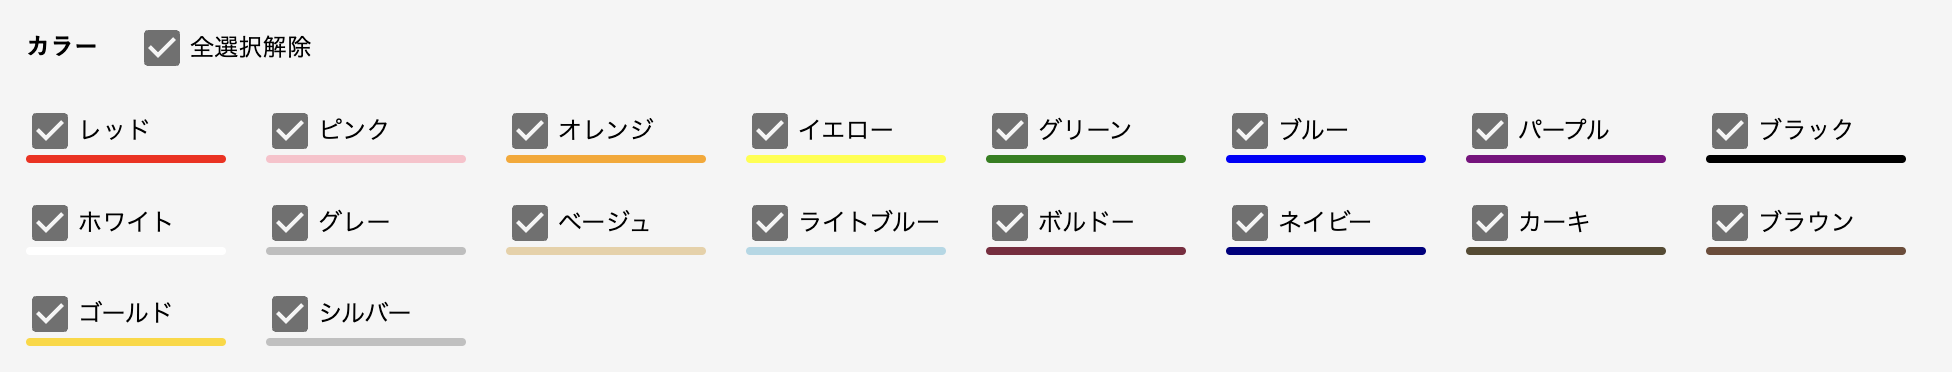 カラー 全選択解除
レッド ピンク オレンジ イエロー グリーン ブルー パープル ブラック
ホワイト グレー ベージュ ライトブルー ボルドー ネイビー カーキ ブラウン
ゴールド シルバー